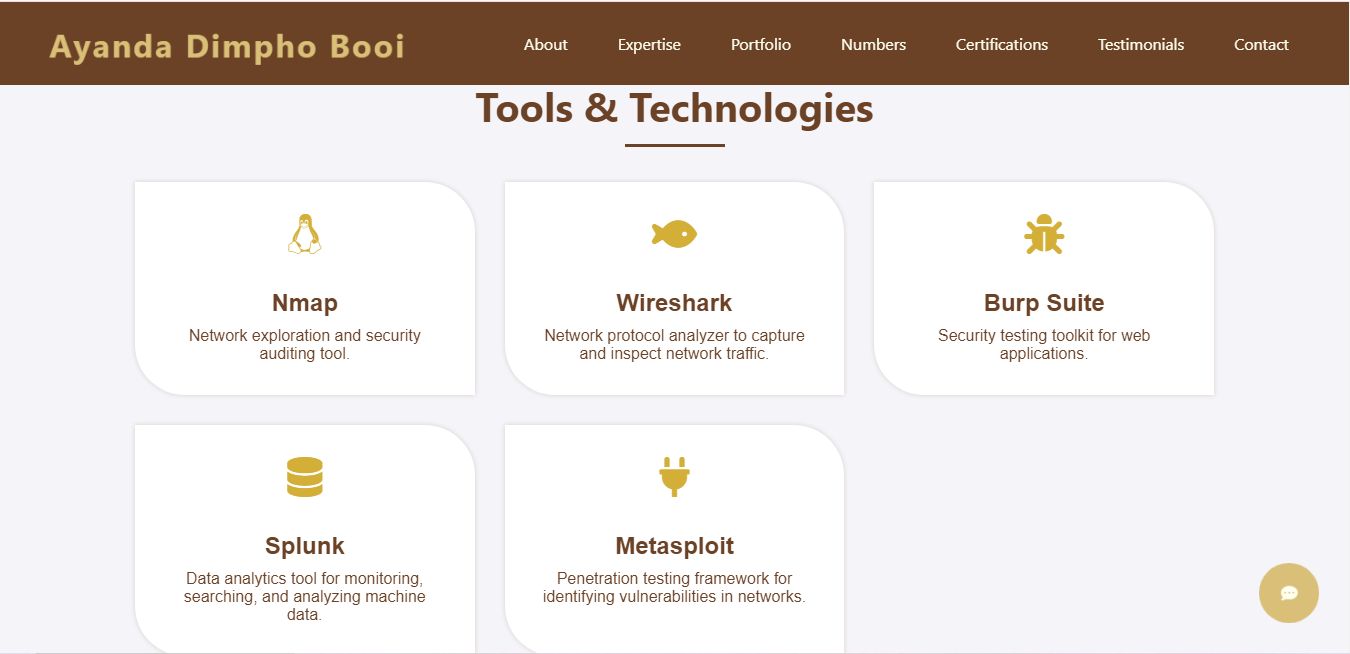 Ayanda Dimpho Booi
About Expertise Portfolio Numbers Certifications Testimonials Contact
Tools & Technologies
Nmap
Network exploration and security
auditing tool.
Wireshark
Network protocol analyzer to capture
and inspect network traffic.
Burp Suite
Security testing toolkit for web
applications.
Splunk
Data analytics tool for monitoring,
searching, and analyzing machine
data.
Metasploit
Penetration testing framework for
identifying vulnerabilities in networks.